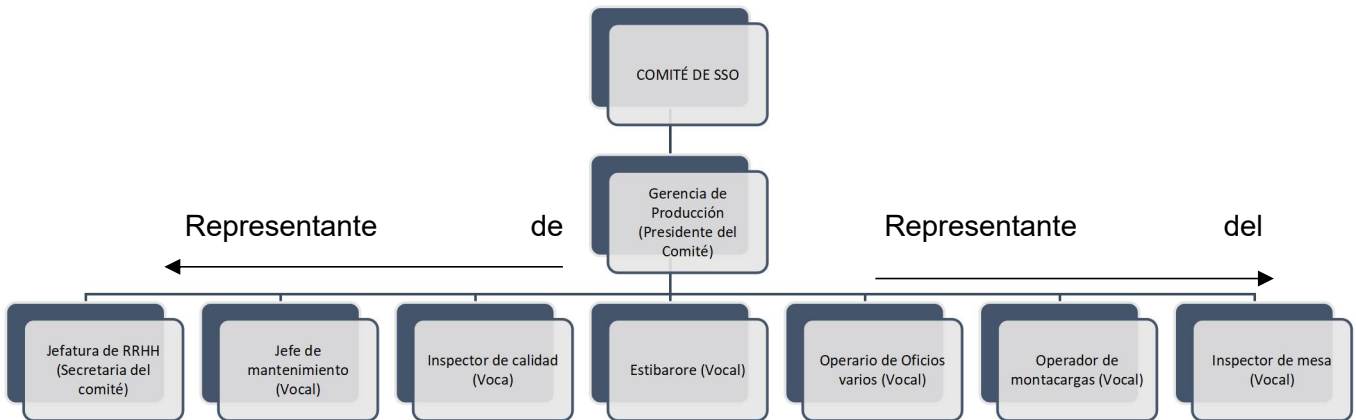 COMITÉ DE SSO
Gerencia de
Producción
(Presidente del
Comité)
Representante de
Representante del
Jefatura de RRHH
(Secretaria del
comité)
Jefe de
mantenimiento
(Vocal)
Inspector de calidad
(Voca)
Estibarore (Vocal)
Operario de Oficios
varios (Vocal)
Operador de
montacargas (Vocal)
Inspector de mesa
(Vocal)